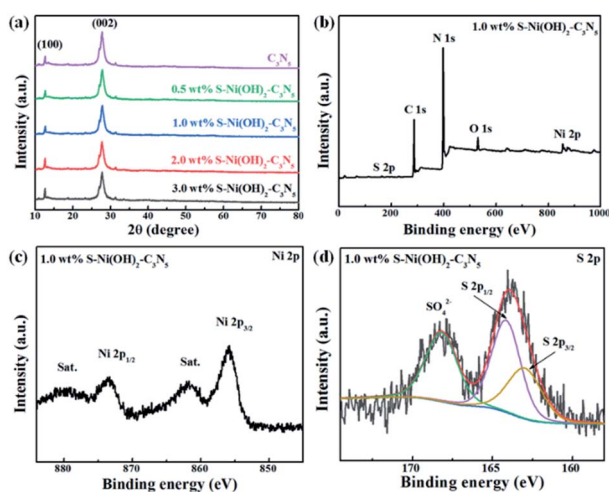 (a)
(002)
(100)
C₃N₅
0.5 wt% S-Ni(OH)₂-C₃N₅
1.0 wt% S-Ni(OH)₂-C₃N₅
2.0 wt% S-Ni(OH)₂-C₃N₅
3.0 wt% S-Ni(OH)₂-C₃N₅
Intensity (a.u.)
10 20 30 40 50 60 70 80
2θ (degree)
(b)
1.0 wt% S-Ni(OH)₂-C₃N₅
N 1s
C 1s
O 1s
Ni 2p
S 2p
Intensity (a.u.)
0 200 400 600 800 1000
Binding energy (eV)
(c)
1.0 wt% S-Ni(OH)₂-C₃N₅
Ni 2p
Ni 2p₃/₂
Ni 2p₁/₂
Sat.
Sat.
Intensity (a.u.)
880 870 860 850
Binding energy (eV)
(d)
1.0 wt% S-Ni(OH)₂-C₃N₅
S 2p
S 2p₁/₂
SO₄²⁻
S 2p₃/₂
Intensity (a.u.)
170 165 160
Binding energy (eV)